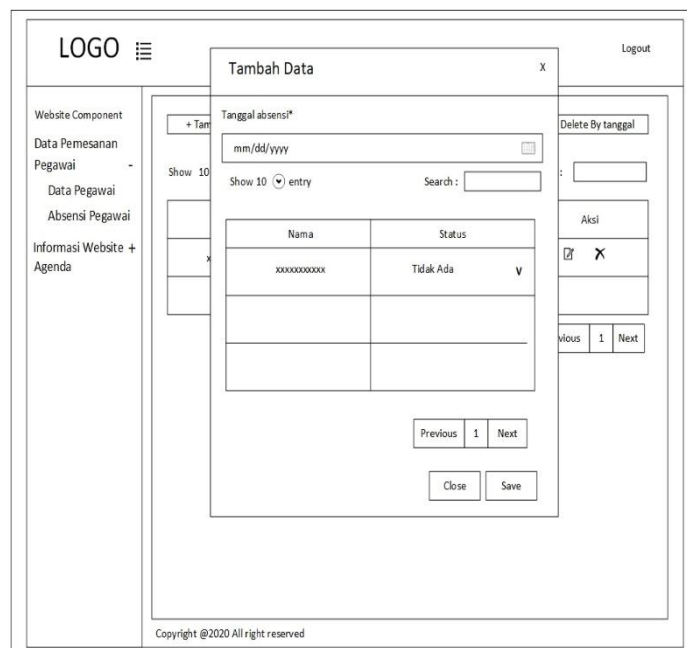 LOGO
Logout
Tambah Data
X
Website Component
Data Pemesanan
Pegawai -
Data Pegawai
Absensi Pegawai
Informasi Website +
Agenda
+ Tam
Delete By tanggal
Show 10
:
Aksi
x
vious 1 Next
Tanggal absensi*
mm/dd/yyyy
Show 10 entry Search :
Nama Status
xxxxxxxxxxx Tidak Ada v
Previous 1 Next
Close Save
Copyright @2020 All right reserved